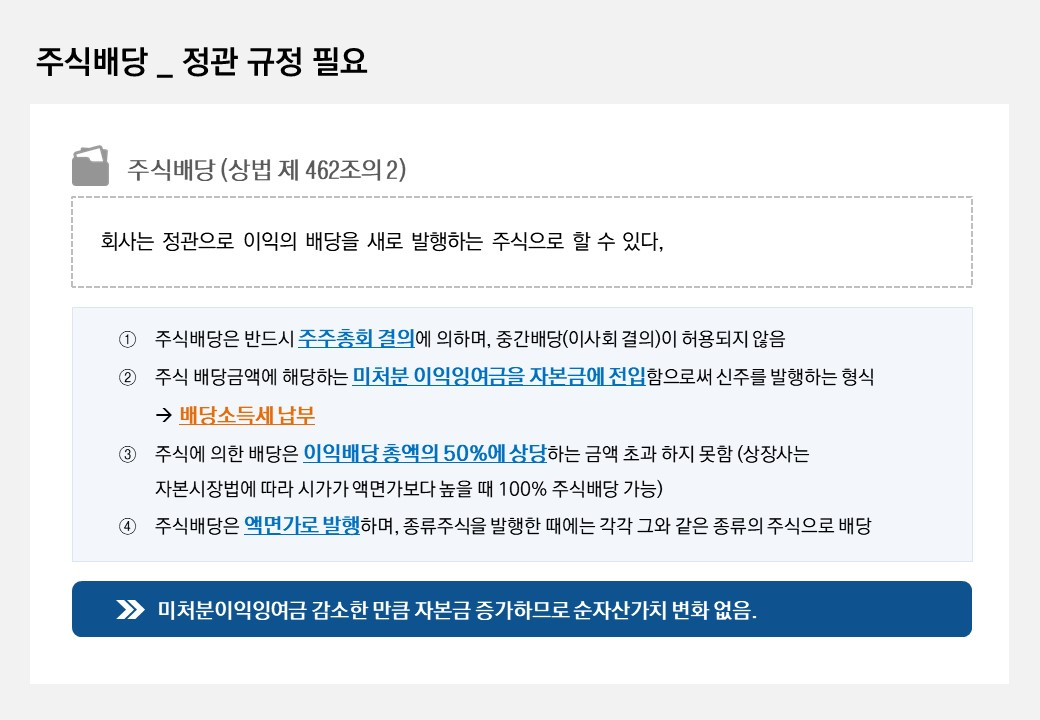 주식배당 _ 정관 규정 필요
주식배당 (상법 제 462조의 2)
회사는 정관으로 이익의 배당을 새로 발행하는 주식으로 할 수 있다,
① 주식배당은 반드시 주주총회 결의에 의하며, 중간배당(이사회 결의)이 허용되지 않음
② 주식 배당금액에 해당하는 미처분 이익잉여금을 자본금에 전입함으로써 신주를 발행하는 형식
→ 배당소득세 납부
③ 주식에 의한 배당은 이익배당 총액의 50%에 상당하는 금액 초과 하지 못함 (상장사는
자본시장법에 따라 시가가 액면가보다 높을 때 100% 주식배당 가능)
④ 주식배당은 액면가로 발행하며, 종류주식을 발행한 때에는 각각 그와 같은 종류의 주식으로 배당
미처분이익잉여금 감소한 만큼 자본금 증가하므로 순자산가치 변화 없음.